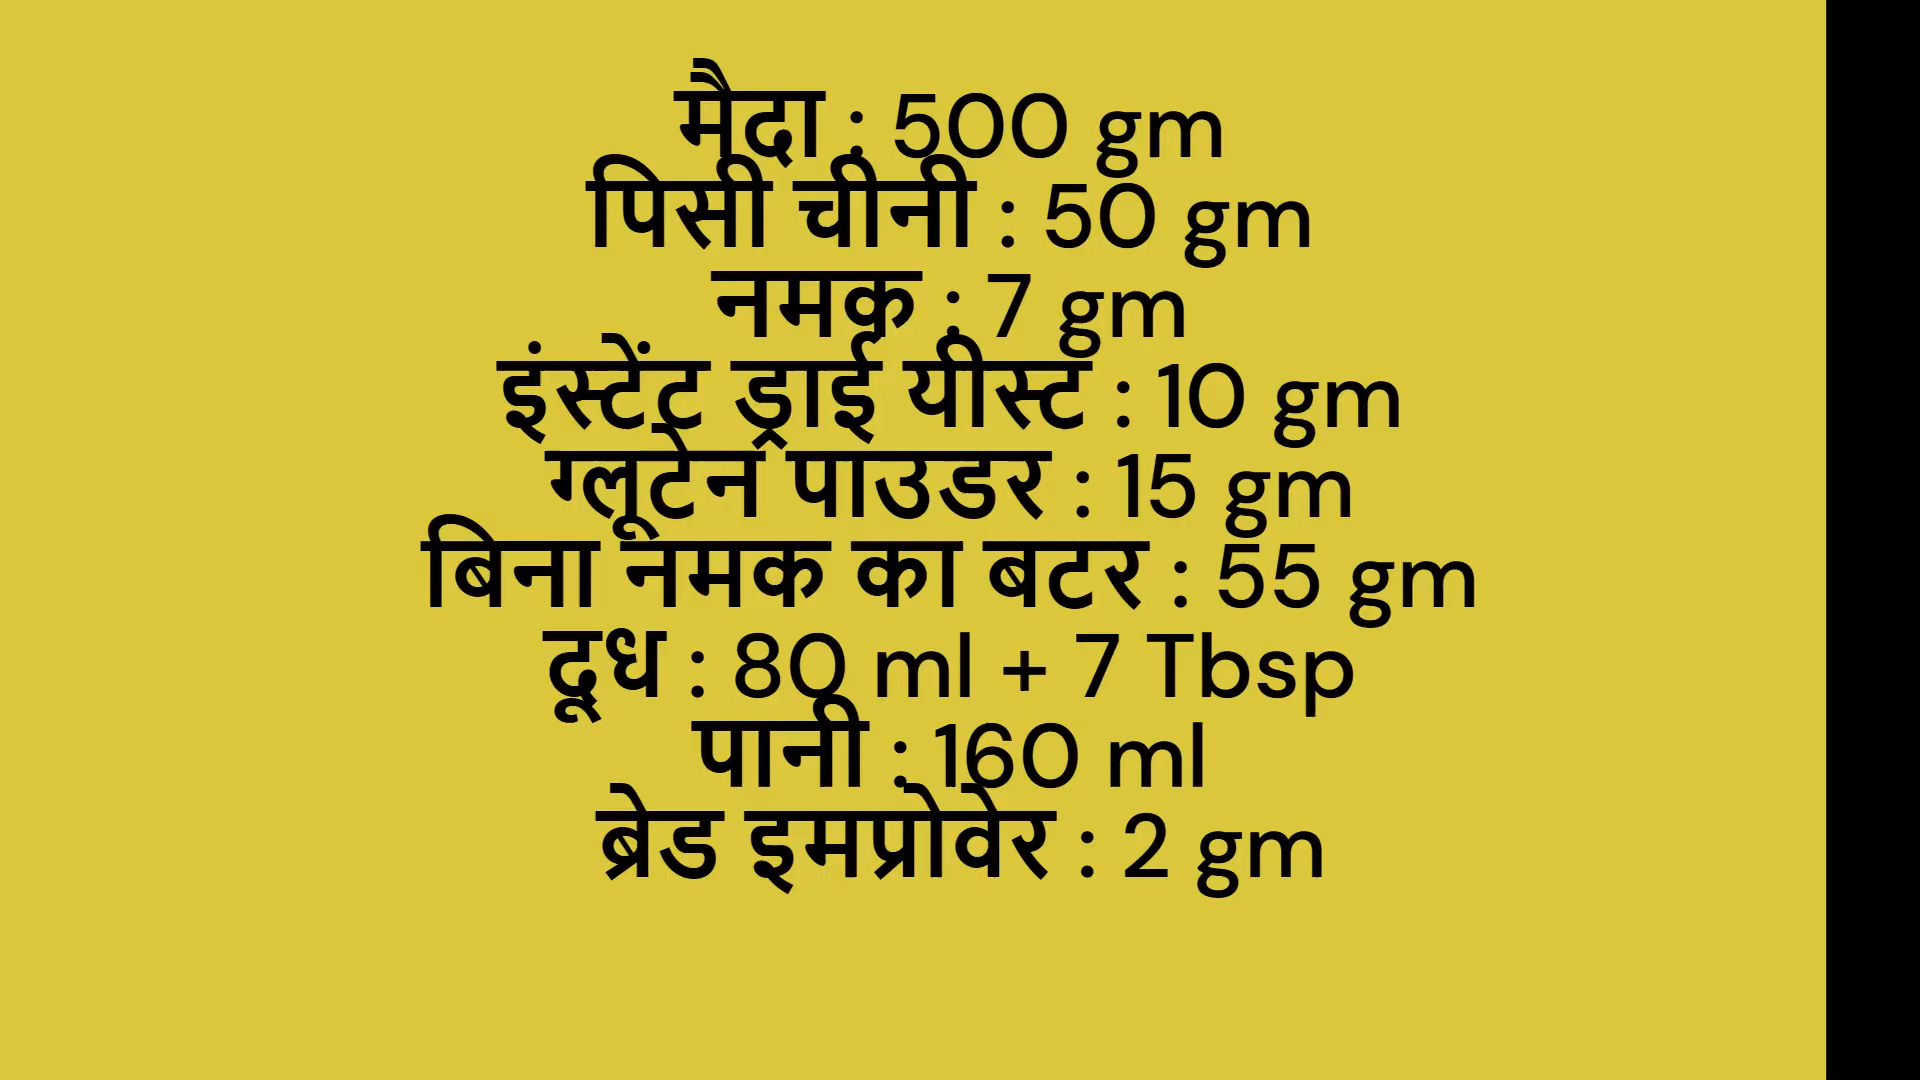 मैदा : 500 gm
पिसी चीनी : 50 gm
नमक : 7 gm
इंस्टेंट ड्राई यीस्ट : 10 gm
ग्लूटेन पाउडर : 15 gm
बिना नमक का बटर : 55 gm
दूध : 80 ml + 7 Tbsp
पानी : 160 ml
ब्रेड इमप्रोवेर : 2 gm